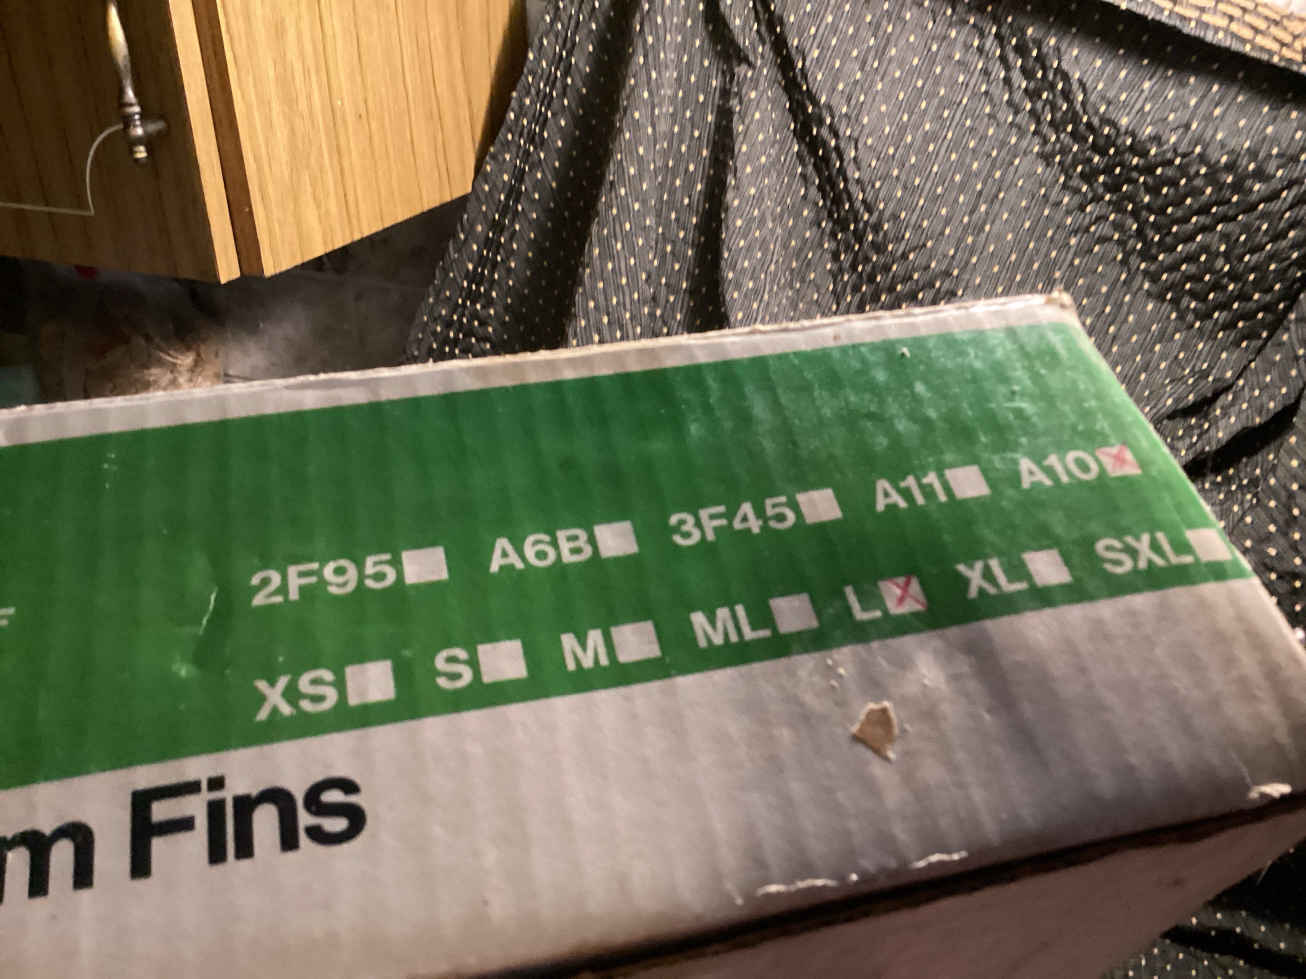 2F95 A6B 3F45 A11 A10
XS S M ML L XL SXL
m Fins